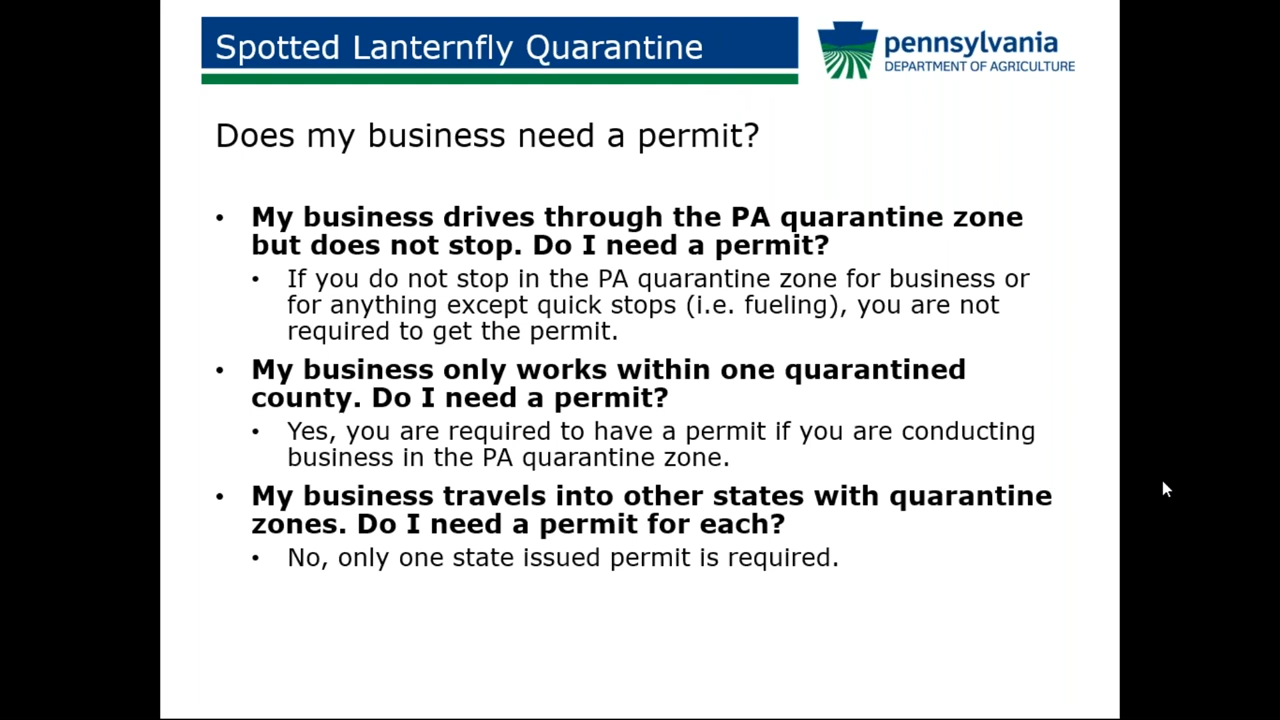 Spotted Lanternfly Quarantine
pennsylvania
DEPARTMENT OF AGRICULTURE
Does my business need a permit?
• My business drives through the PA quarantine zone
but does not stop. Do I need a permit?
• If you do not stop in the PA quarantine zone for business or
for anything except quick stops (i.e. fueling), you are not
required to get the permit.
• My business only works within one quarantined
county. Do I need a permit?
• Yes, you are required to have a permit if you are conducting
business in the PA quarantine zone.
• My business travels into other states with quarantine
zones. Do I need a permit for each?
• No, only one state issued permit is required.